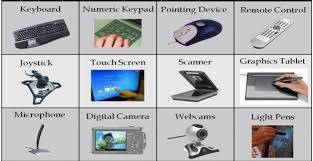 Keyboard Numeric Keypad Pointing Device Remote Control
Joystick Touch Screen Scanner Graphics Tablet
Microphone Digital Camera Webcams Light Pens